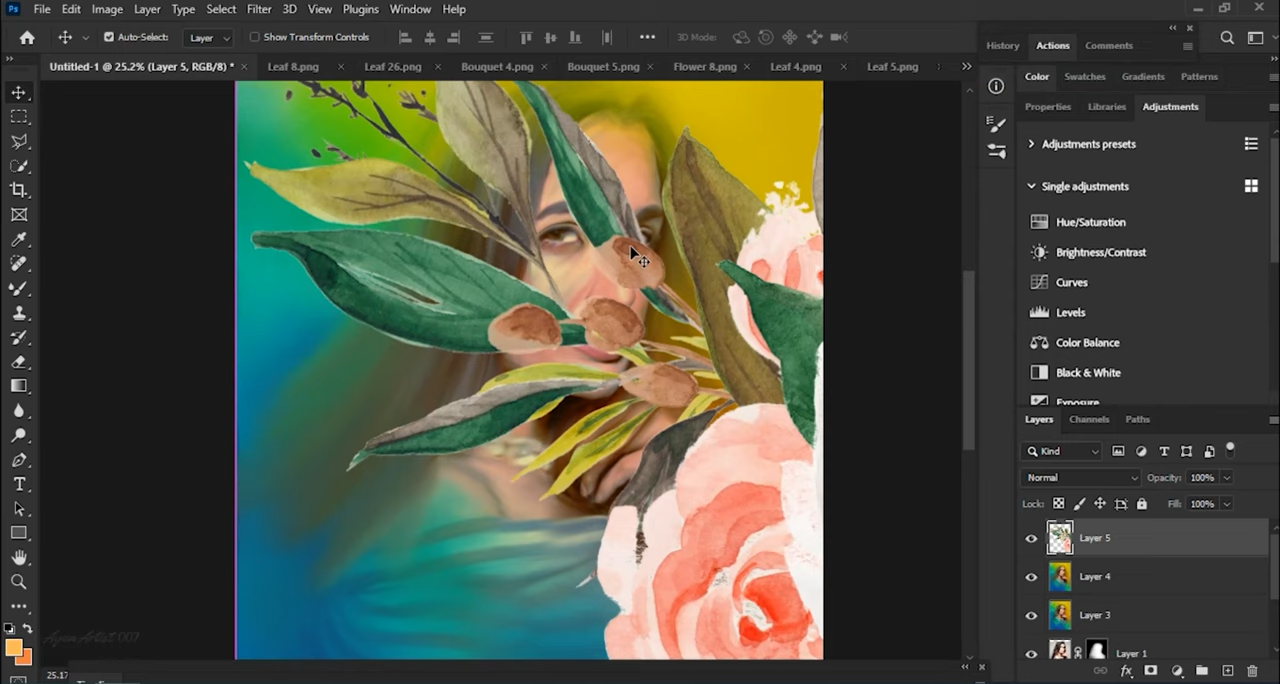 Ps File Edit Image Layer Type Select Filter 3D View Plugins Window Help
Auto-Select: Layer Show Transform Controls 3D Mode:
History Actions Comments
Untitled-1 @ 25.2% (Layer 5, RGB/8) * × Leaf 8.png × Leaf 26.png × Bouquet 4.png × Bouquet 5.png × Flower 8.png × Leaf 4.png × Leaf 5.png
Color Swatches Gradients Patterns
Properties Libraries Adjustments
Adjustments presets
Single adjustments
Hue/Saturation
Brightness/Contrast
Curves
Levels
Color Balance
Black & White
Exposure
Layers Channels Paths
Kind
Normal Opacity: 100%
Lock: Fill: 100%
Layer 5
Layer 4
Layer 3
Layer 1
Ayan Artist 007
25.17